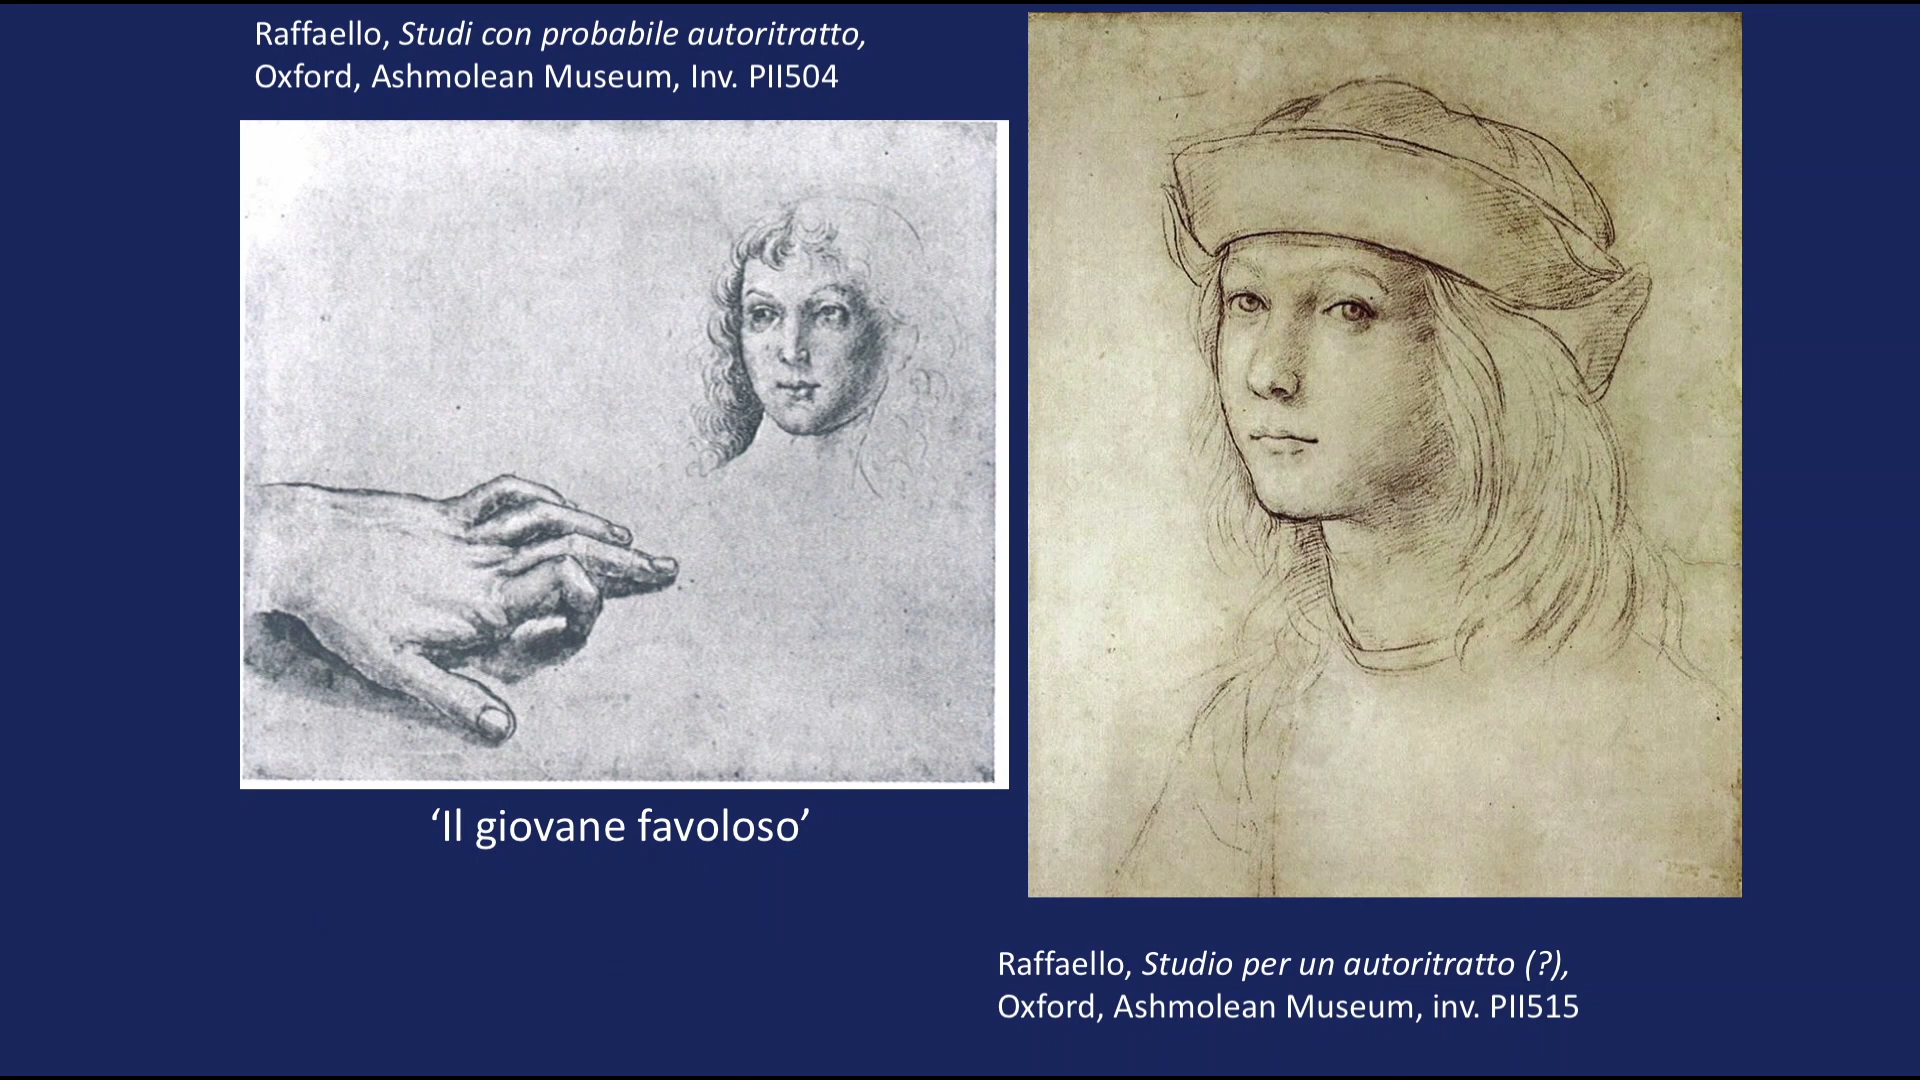 Raffaello, Studi con probabile autoritratto,
Oxford, Ashmolean Museum, Inv. PII504
‘Il giovane favoloso’
Raffaello, Studio per un autoritratto (?),
Oxford, Ashmolean Museum, inv. PII515